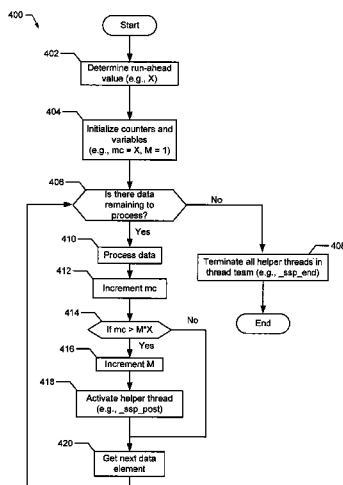 400
Start
402
Determine run-ahead
value (e.g., X)
404
Initialize counters and
variables
(e.g., mc = X, M = 1)
406
Is there data
remaining to
process?
No
Yes
408
Terminate all helper threads in
thread team (e.g., _ssp_end)
End
410
Process data
412
Increment mc
414
If mc > M*X
No
Yes
416
Increment M
418
Activate helper thread
(e.g., _ssp_post)
420
Get next data
element